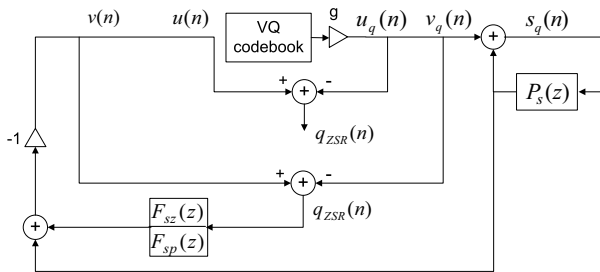 v(n) u(n) VQ codebook g u_q(n) v_q(n) s_q(n)
+ - + +
P_s(z)
q_ZSR(n)
-1
+ + -
F_sz(z)
F_sp(z)
q_ZSR(n)
+